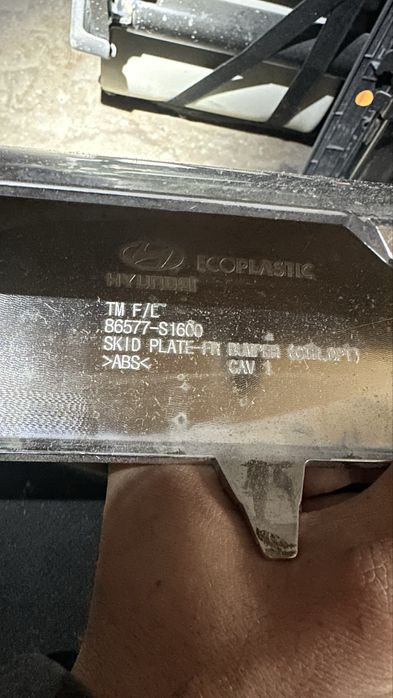 HYUNDAI ECOPLASTIC
TM F/E
86577-S1600
SKID PLATE-FR BUMPER
>ABS< CAV 1